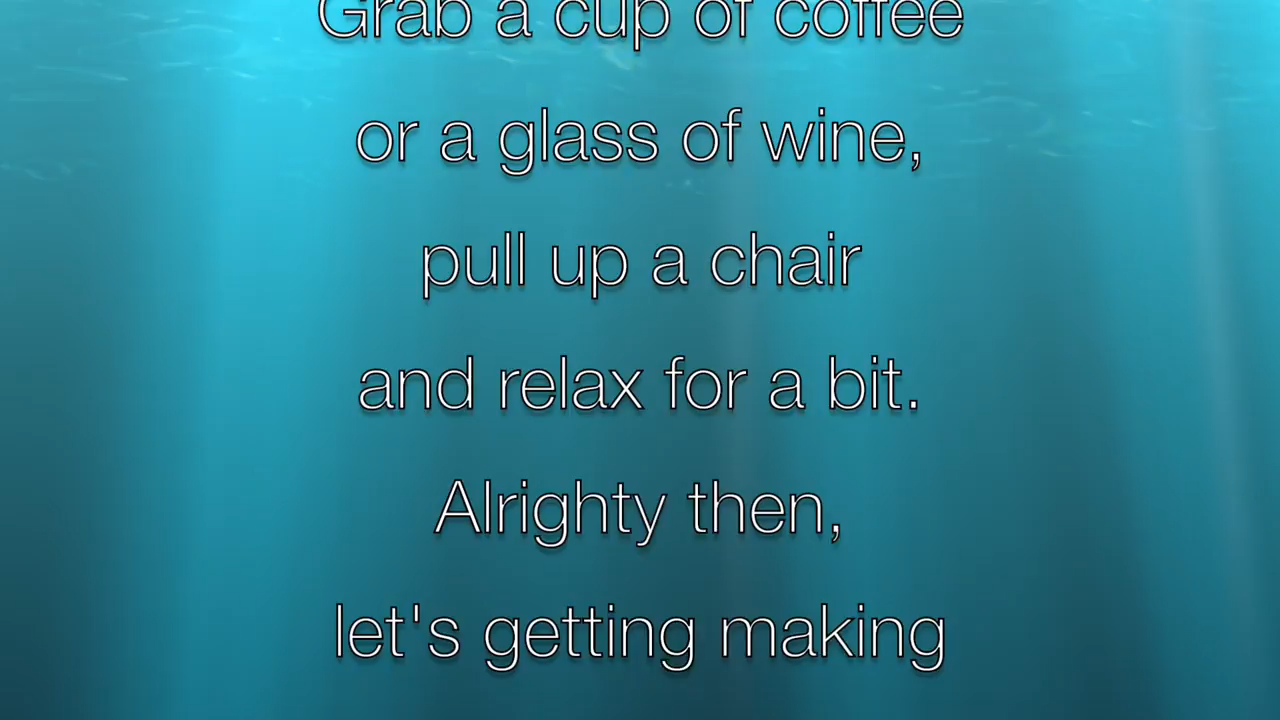 Grab a cup of coffee
or a glass of wine,
pull up a chair
and relax for a bit.
Alrighty then,
let's getting making